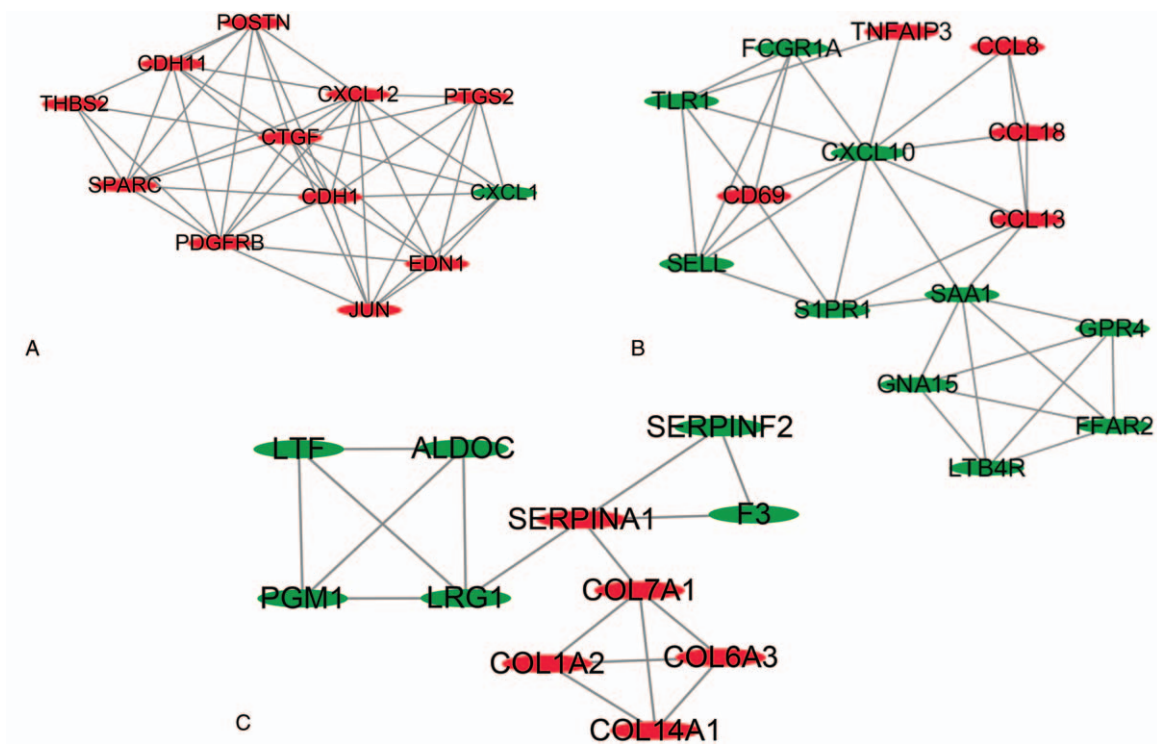 POSTN
CDH11
THBS2
CXCL12
PTGS2
CTGF
SPARC
CDH1
CXCL1
PDGFRB
EDN1
JUN
A
TNFAIP3
FCGR1A
CCL8
TLR1
CCL18
CXCL10
CD69
CCL13
SELL
S1PR1
SAA1
GPR4
GNA15
FFAR2
LTB4R
B
SERPINF2
LTF
ALDOC
SERPINA1
F3
PGM1
LRG1
COL7A1
COL1A2
COL6A3
COL14A1
C